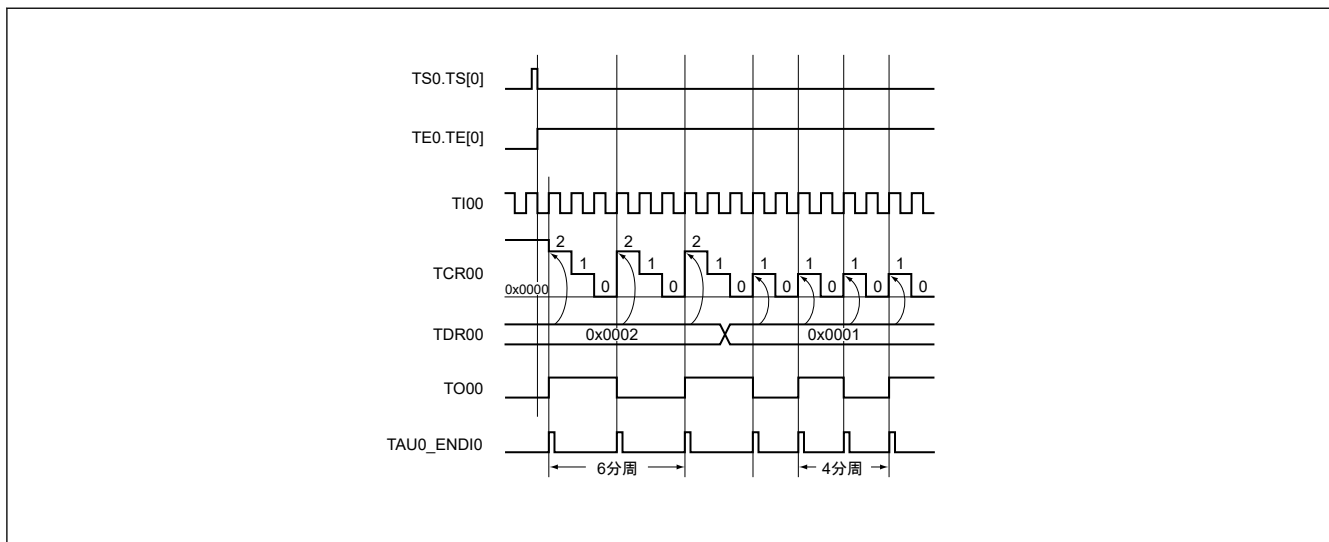 TS0.TS[0]
TE0.TE[0]
TI00
2 2 2
1 1 1 1 1 1 1
TCR00
0 0 0 0 0 0 0
0x0000
TDR00
0x0002 0x0001
TO00
TAU0_ENDI0
6分周 4分周